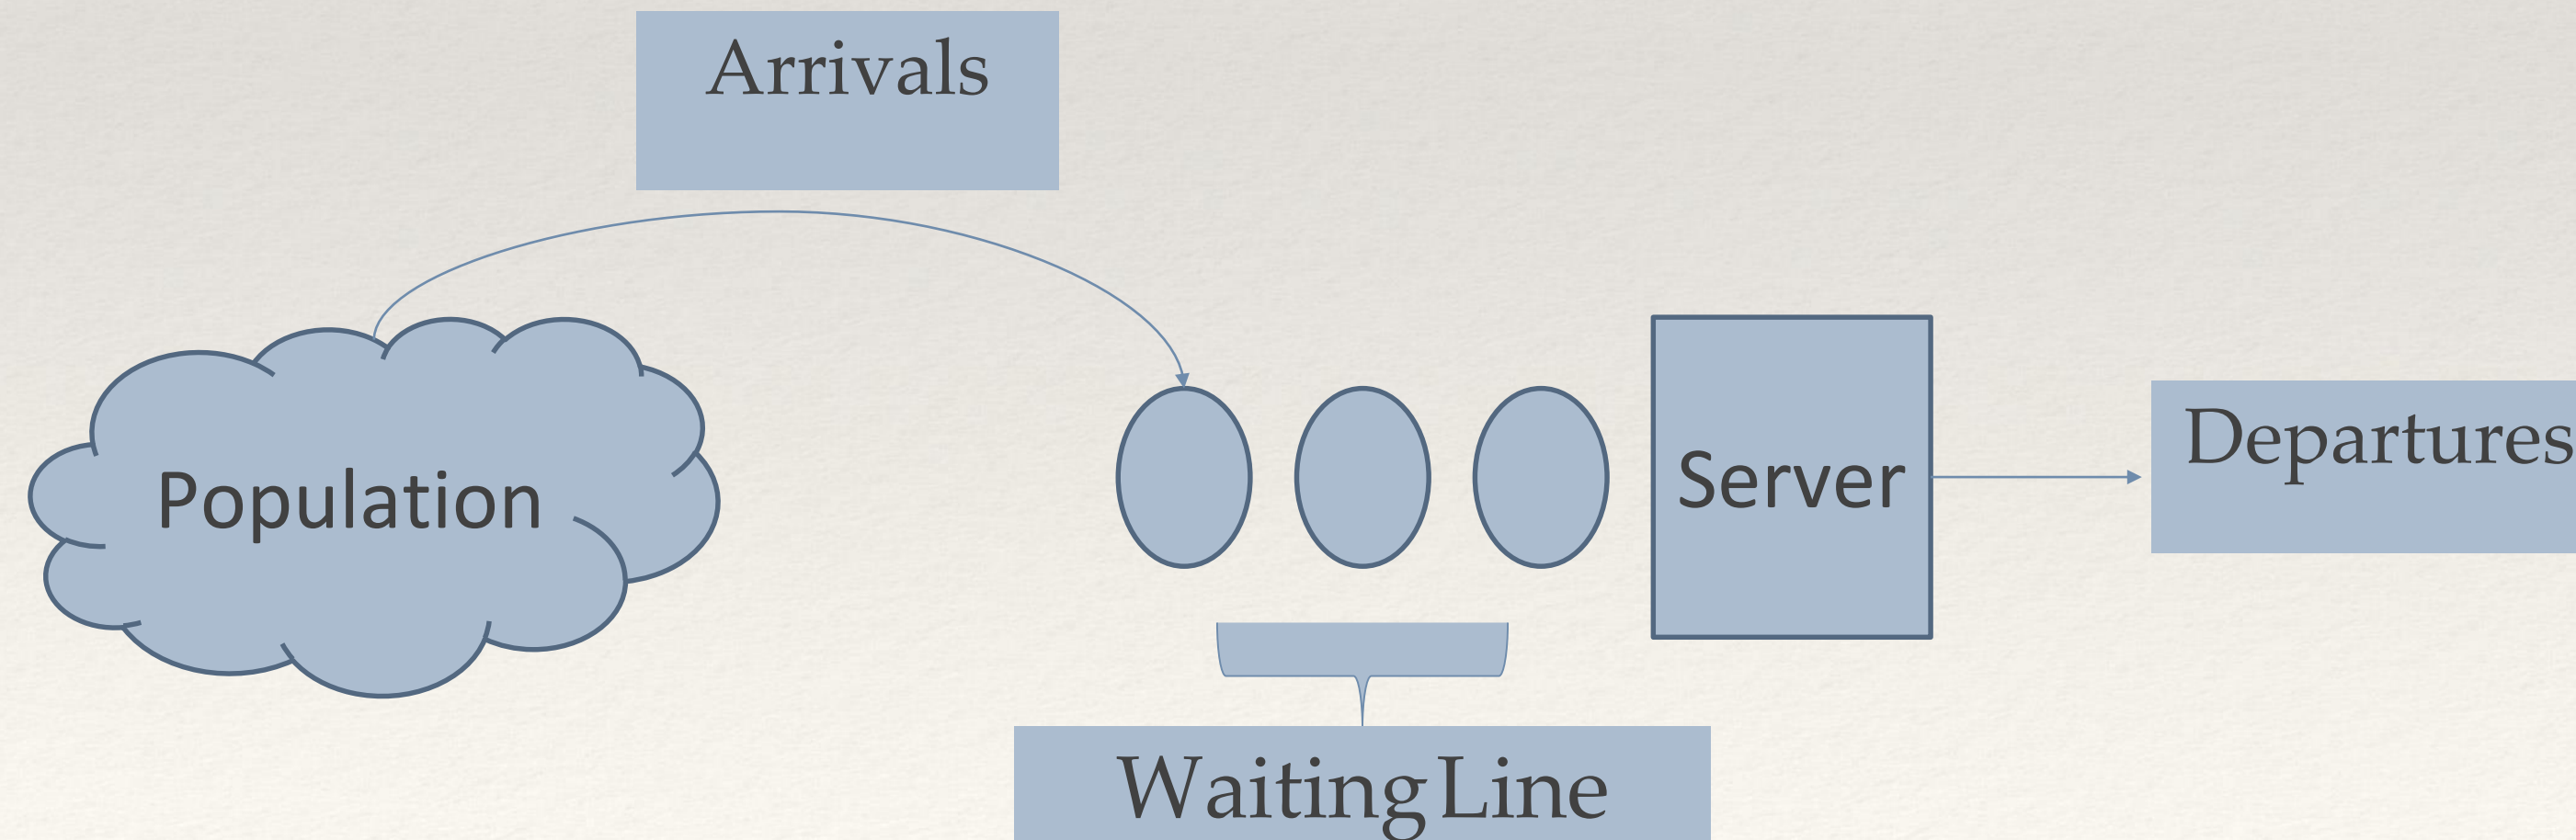 Arrivals
Population
Server
Departures
Waiting Line